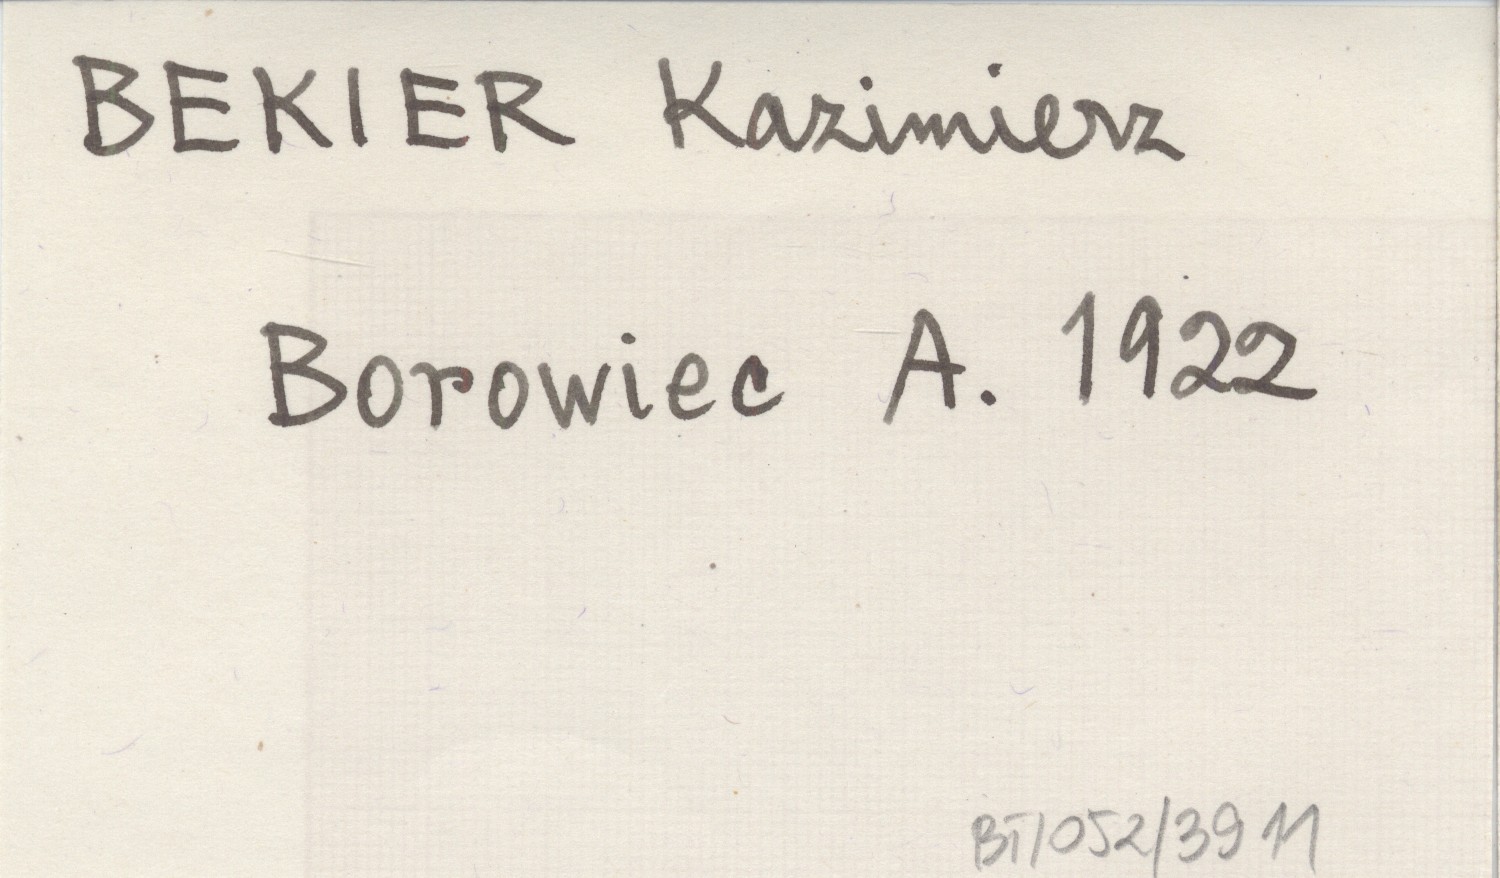 BEKIER Kazimierz
Borowiec A. 1922
BT/052/39 11